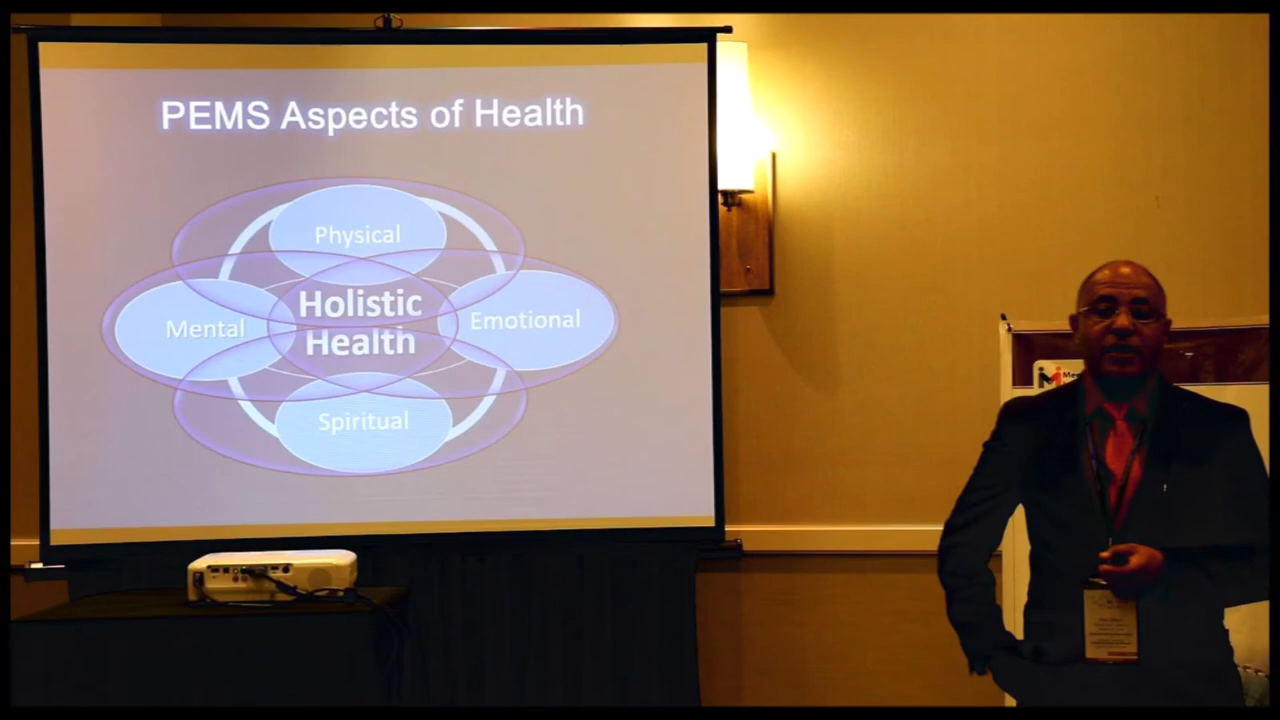 PEMS Aspects of Health
Physical
Holistic
Health
Mental
Emotional
Spiritual